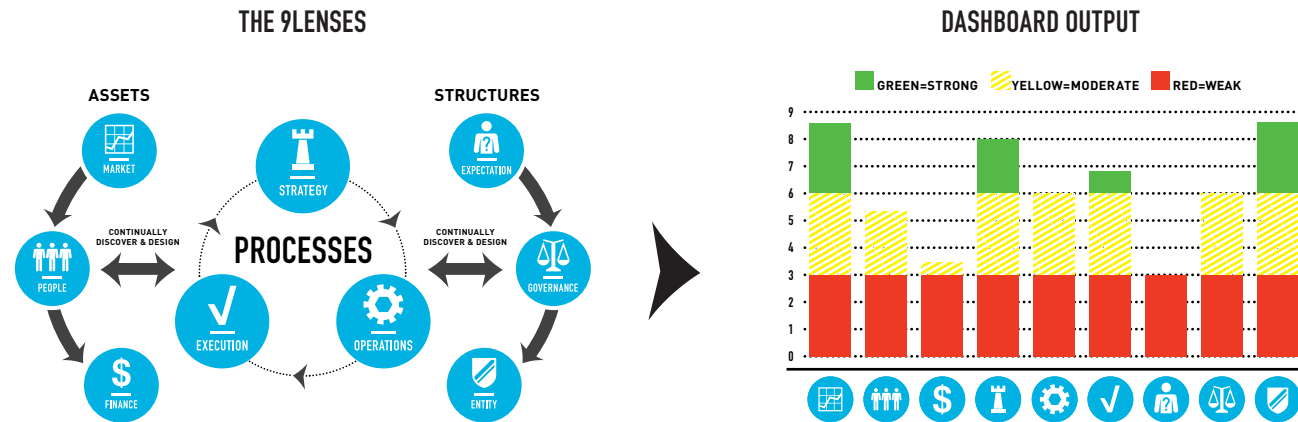 THE 9LENSES
ASSETS
STRUCTURES
MARKET
STRATEGY
EXPECTATION
CONTINUALLY
DISCOVER & DESIGN
PROCESSES
CONTINUALLY
DISCOVER & DESIGN
PEOPLE
GOVERNANCE
EXECUTION
OPERATIONS
$
FINANCE
ENTITY
?
DASHBOARD OUTPUT
GREEN=STRONG
YELLOW=MODERATE
RED=WEAK
9
8
7
6
5
4
3
2
1
0
$
?